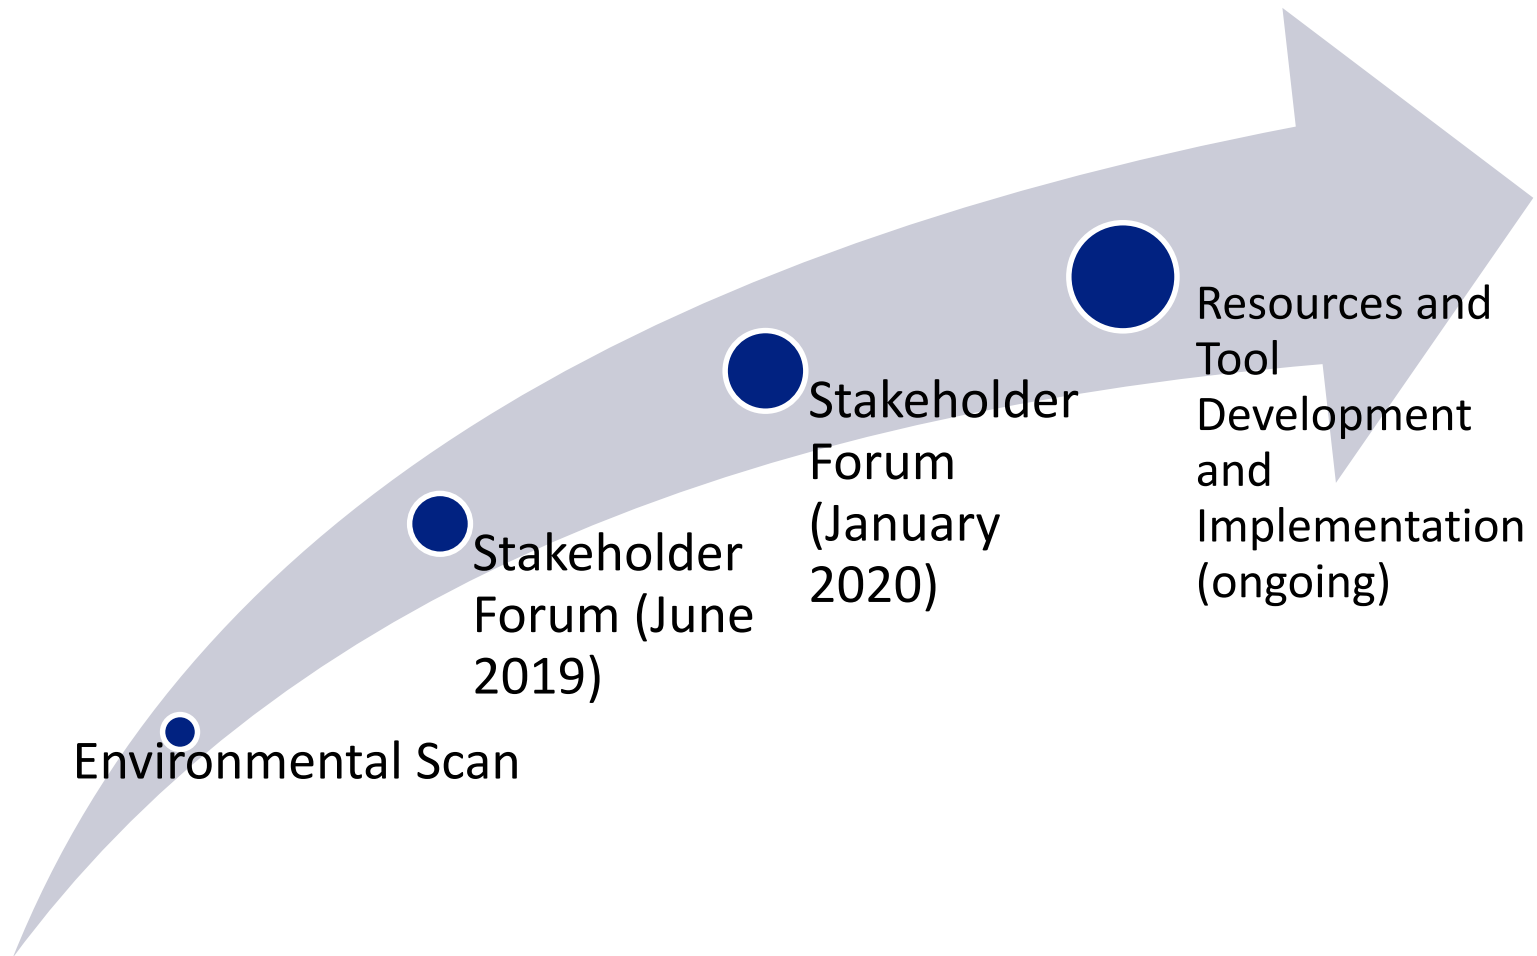 Environmental Scan
Stakeholder
Forum (June
2019)
Stakeholder
Forum
(January
2020)
Resources and
Tool
Development
and
Implementation
(ongoing)